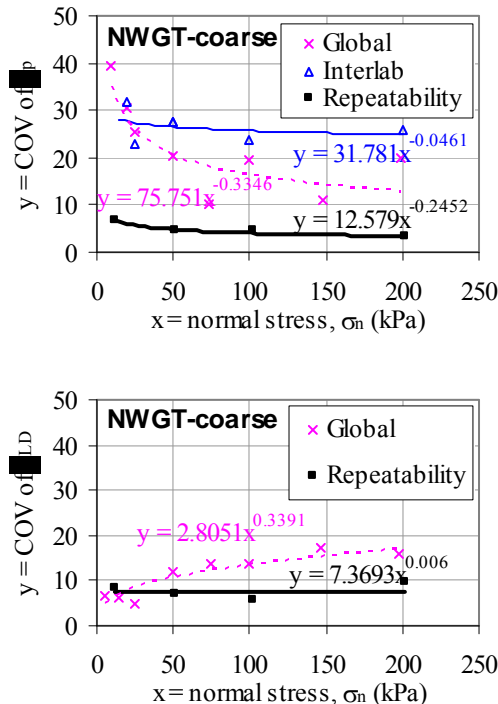 NWGT-coarse
Global
Interlab
Repeatability
y = COV of p
50
40
30
20
10
0
y = 31.781x^-0.0461
y = 75.751x^-0.3346
y = 12.579x^-0.2452
0 50 100 150 200 250
x = normal stress, σn (kPa)
NWGT-coarse
Global
Repeatability
y = COV of LD
50
40
30
20
10
0
y = 2.8051x^0.3391
y = 7.3693x^0.006
0 50 100 150 200 250
x = normal stress, σn (kPa)